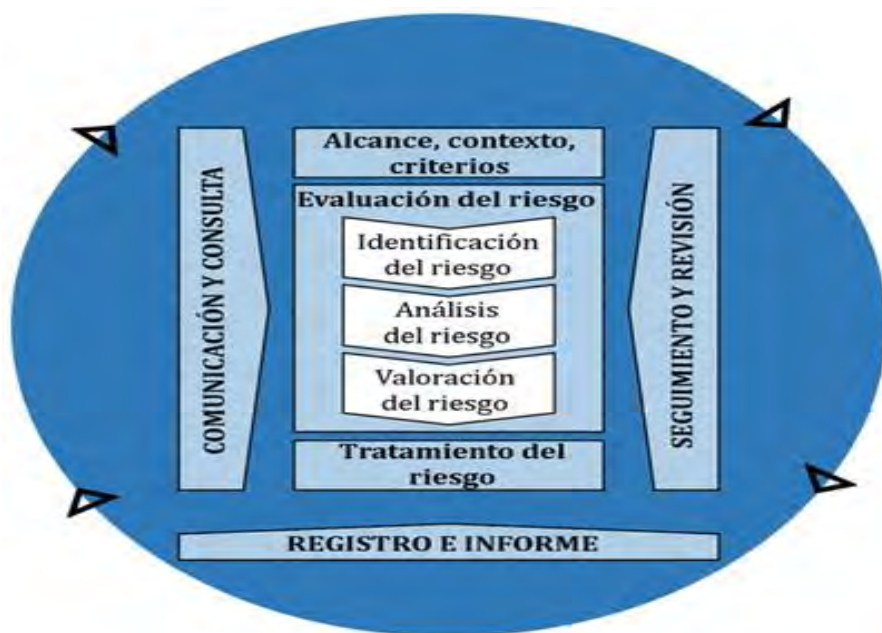 Alcance, contexto,
criterios
Evaluación del riesgo
Identificación
del riesgo
Análisis
del riesgo
Valoración
del riesgo
Tratamiento del
riesgo
COMUNICACIÓN Y CONSULTA
SEGUIMIENTO Y REVISIÓN
REGISTRO E INFORME